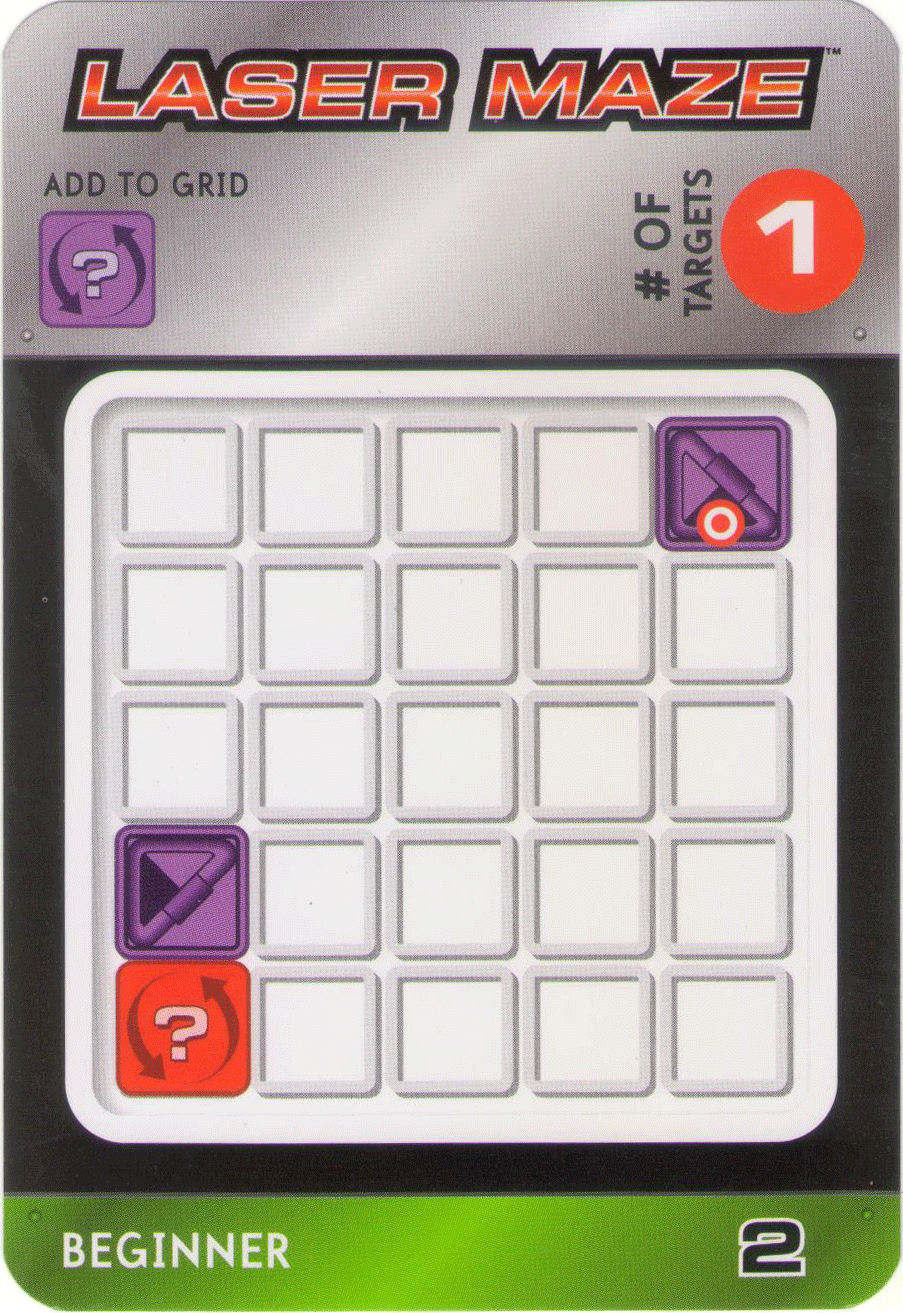 LASER MAZE™
ADD TO GRID
?
# OF
TARGETS
1
?
BEGINNER
2